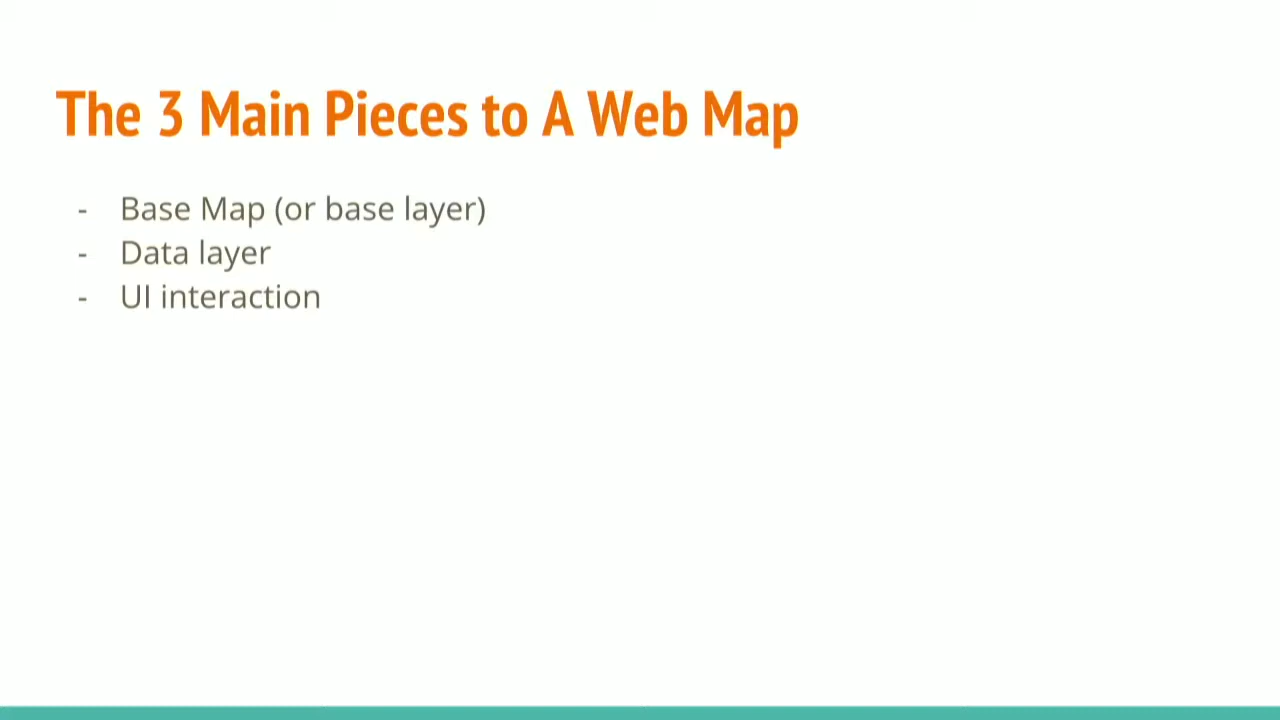 The 3 Main Pieces to A Web Map
- Base Map (or base layer)
- Data layer
- UI interaction